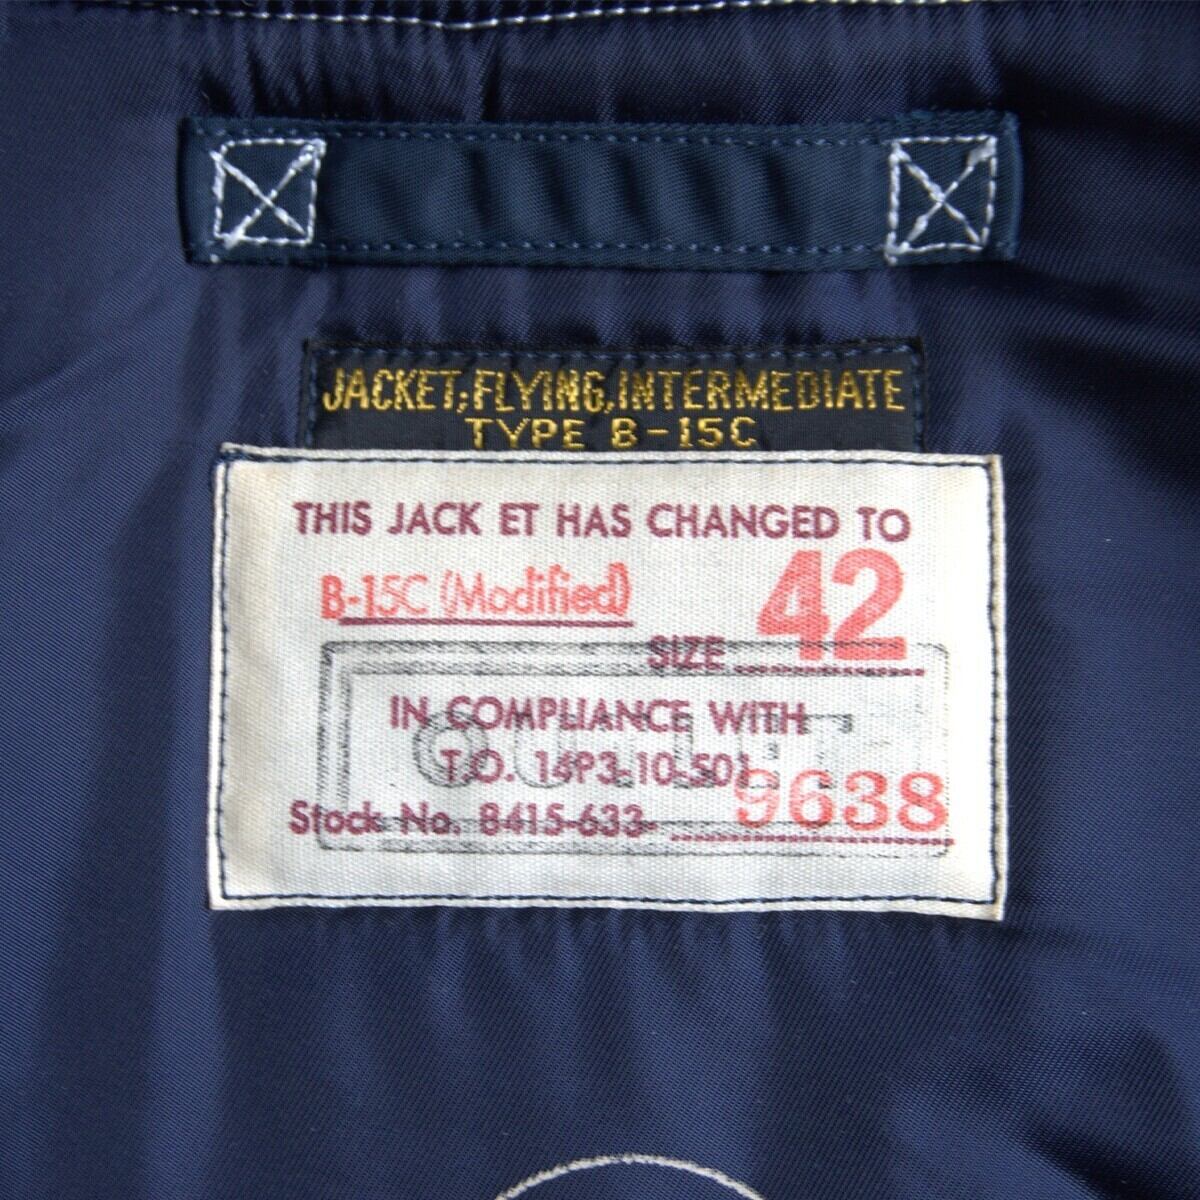 JACKET; FLYING, INTERMEDIATE
TYPE B-15C
THIS JACK ET HAS CHANGED TO
B-15C (Modified)
SIZE 42
IN COMPLIANCE WITH
T.O. 14P3-10-501
Stock No. 8415-633- 9638